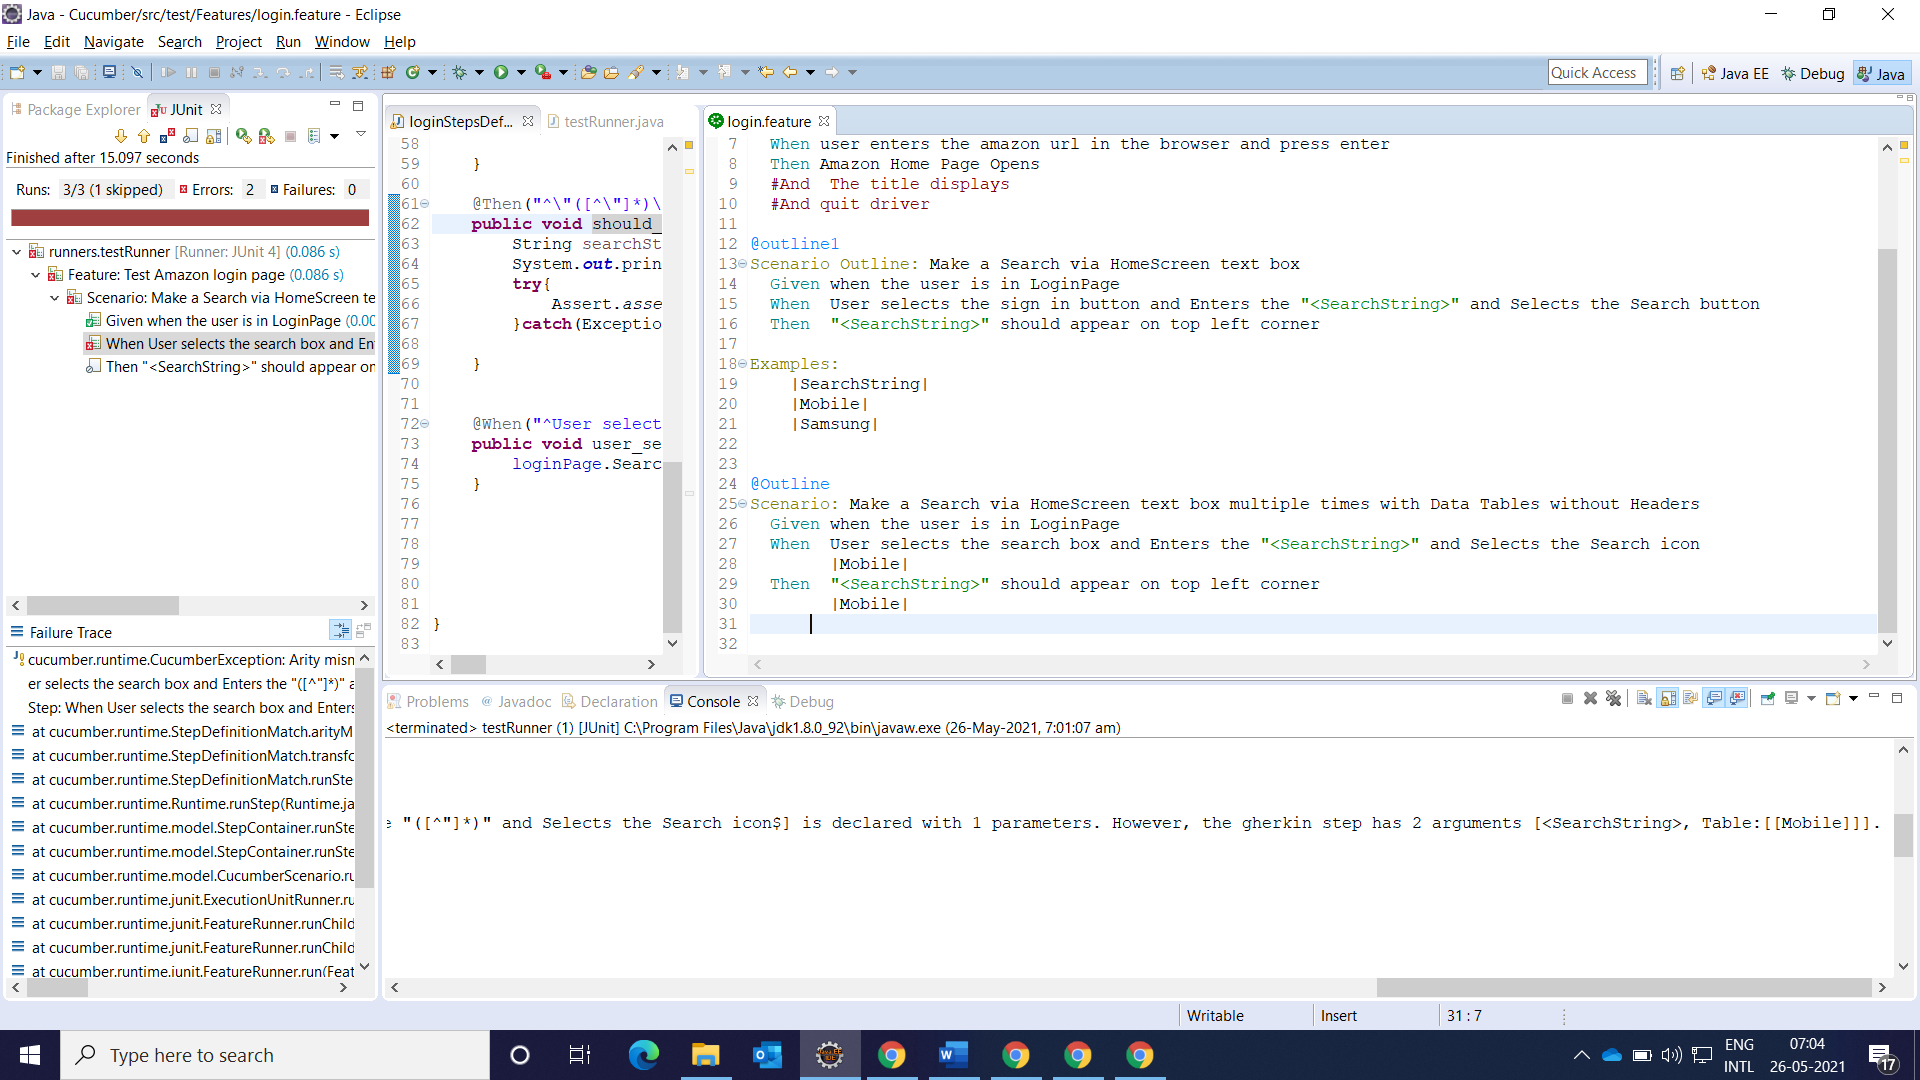 Java - Cucumber/src/test/Features/login.feature - Eclipse
File Edit Navigate Search Project Run Window Help
Quick Access
Java EE
Debug
Java
Package Explorer
JUnit
Finished after 15.097 seconds
Runs: 3/3 (1 skipped) Errors: 2 Failures: 0
runners.testRunner [Runner: JUnit 4] (0.086 s)
Feature: Test Amazon login page (0.086 s)
Scenario: Make a Search via HomeScreen te
Given when the user is in LoginPage (0.00
When User selects the search box and En
Then "<SearchString>" should appear on
Failure Trace
cucumber.runtime.CucumberException: Arity mism
er selects the search box and Enters the "([^"]*)" a
Step: When User selects the search box and Enters
at cucumber.runtime.StepDefinitionMatch.arityM
at cucumber.runtime.StepDefinitionMatch.transfo
at cucumber.runtime.StepDefinitionMatch.runSte
at cucumber.runtime.Runtime.runStep(Runtime.ja
at cucumber.runtime.model.StepContainer.runSte
at cucumber.runtime.model.StepContainer.runSte
at cucumber.runtime.model.CucumberScenario.ru
at cucumber.runtime.junit.ExecutionUnitRunner.ru
at cucumber.runtime.junit.FeatureRunner.runChild
at cucumber.runtime.junit.FeatureRunner.runChild
at cucumber.runtime.junit.FeatureRunner.run(Feat
loginStepsDef...
testRunner.java
58
59 }
60
61 @Then("^\"([^\"]*)\
62 public void should_
63 String searchSt
64 System.out.prin
65 try{
66 Assert.asse
67 }catch(Exceptio
68
69 }
70
71
72 @When("^User select
73 public void user_se
74 loginPage.Searc
75 }
76
77
78
79
80
81
82 }
83
login.feature
7 When user enters the amazon url in the browser and press enter
8 Then Amazon Home Page Opens
9 #And  The title displays
10 #And quit driver
11
12 @outline1
13 Scenario Outline: Make a Search via HomeScreen text box
14 Given when the user is in LoginPage
15 When  User selects the sign in button and Enters the "<SearchString>" and Selects the Search button
16 Then  "<SearchString>" should appear on top left corner
17
18 Examples:
19 |SearchString|
20 |Mobile|
21 |Samsung|
22
23
24 @Outline
25 Scenario: Make a Search via HomeScreen text box multiple times with Data Tables without Headers
26 Given when the user is in LoginPage
27 When  User selects the search box and Enters the "<SearchString>" and Selects the Search icon
28 |Mobile|
29 Then  "<SearchString>" should appear on top left corner
30 |Mobile|
31
32
Problems
Javadoc
Declaration
Console
Debug
<terminated> testRunner (1) [JUnit] C:\Program Files\Java\jdk1.8.0_92\bin\javaw.exe (26-May-2021, 7:01:07 am)
e "([^"]*)" and Selects the Search icon$] is declared with 1 parameters. However, the gherkin step has 2 arguments [<SearchString>, Table:[[Mobile]]].
Writable
Insert
31 : 7
Type here to search
ENG
INTL
07:04
26-05-2021
17